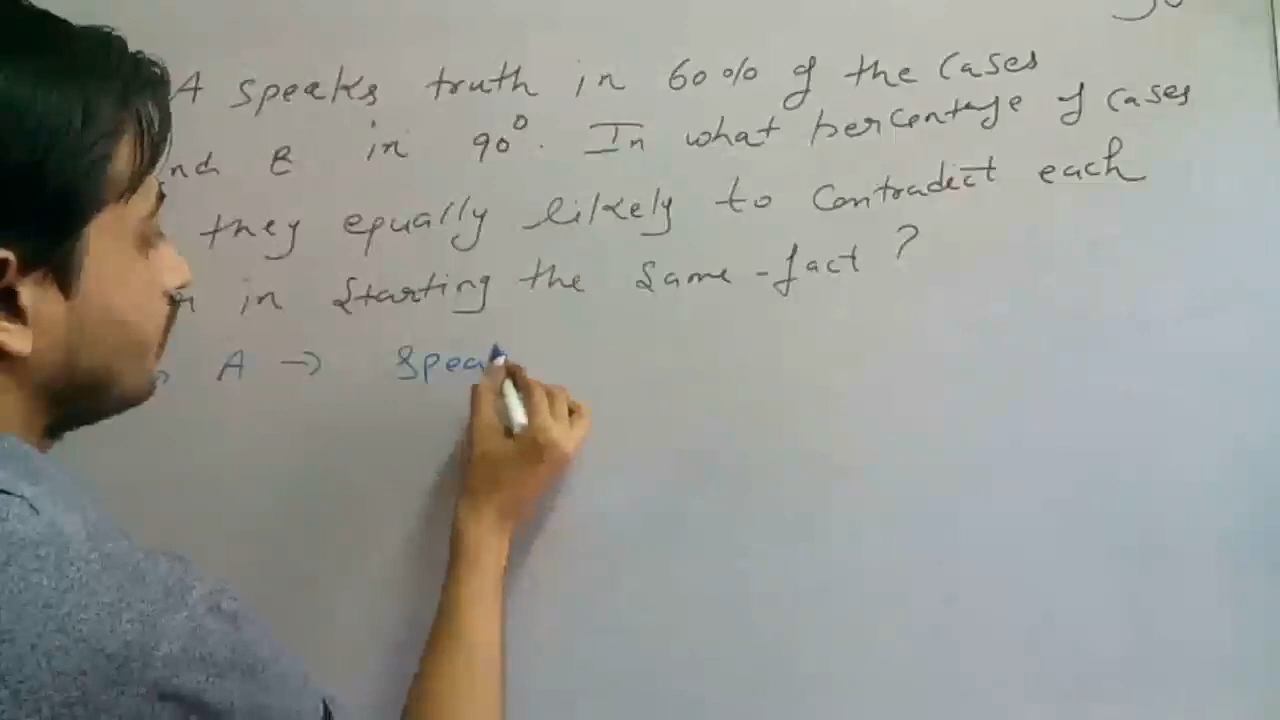 A speaks truth in 60% of the cases
nd B in 90°. In what percentage of cases
they equally likely to contradict each
in starting the same fact ?
A → Spea